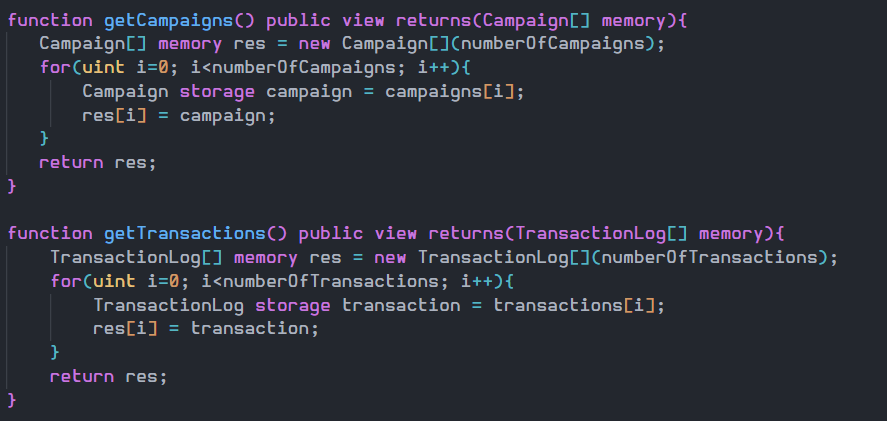 function getCampaigns() public view returns(Campaign[] memory){
Campaign[] memory res = new Campaign[](numberOfCampaigns);
for(uint i=0; i<numberOfCampaigns; i++){
Campaign storage campaign = campaigns[i];
res[i] = campaign;
}
return res;
}
function getTransactions() public view returns(TransactionLog[] memory){
TransactionLog[] memory res = new TransactionLog[](numberOfTransactions);
for(uint i=0; i<numberOfTransactions; i++){
TransactionLog storage transaction = transactions[i];
res[i] = transaction;
}
return res;
}